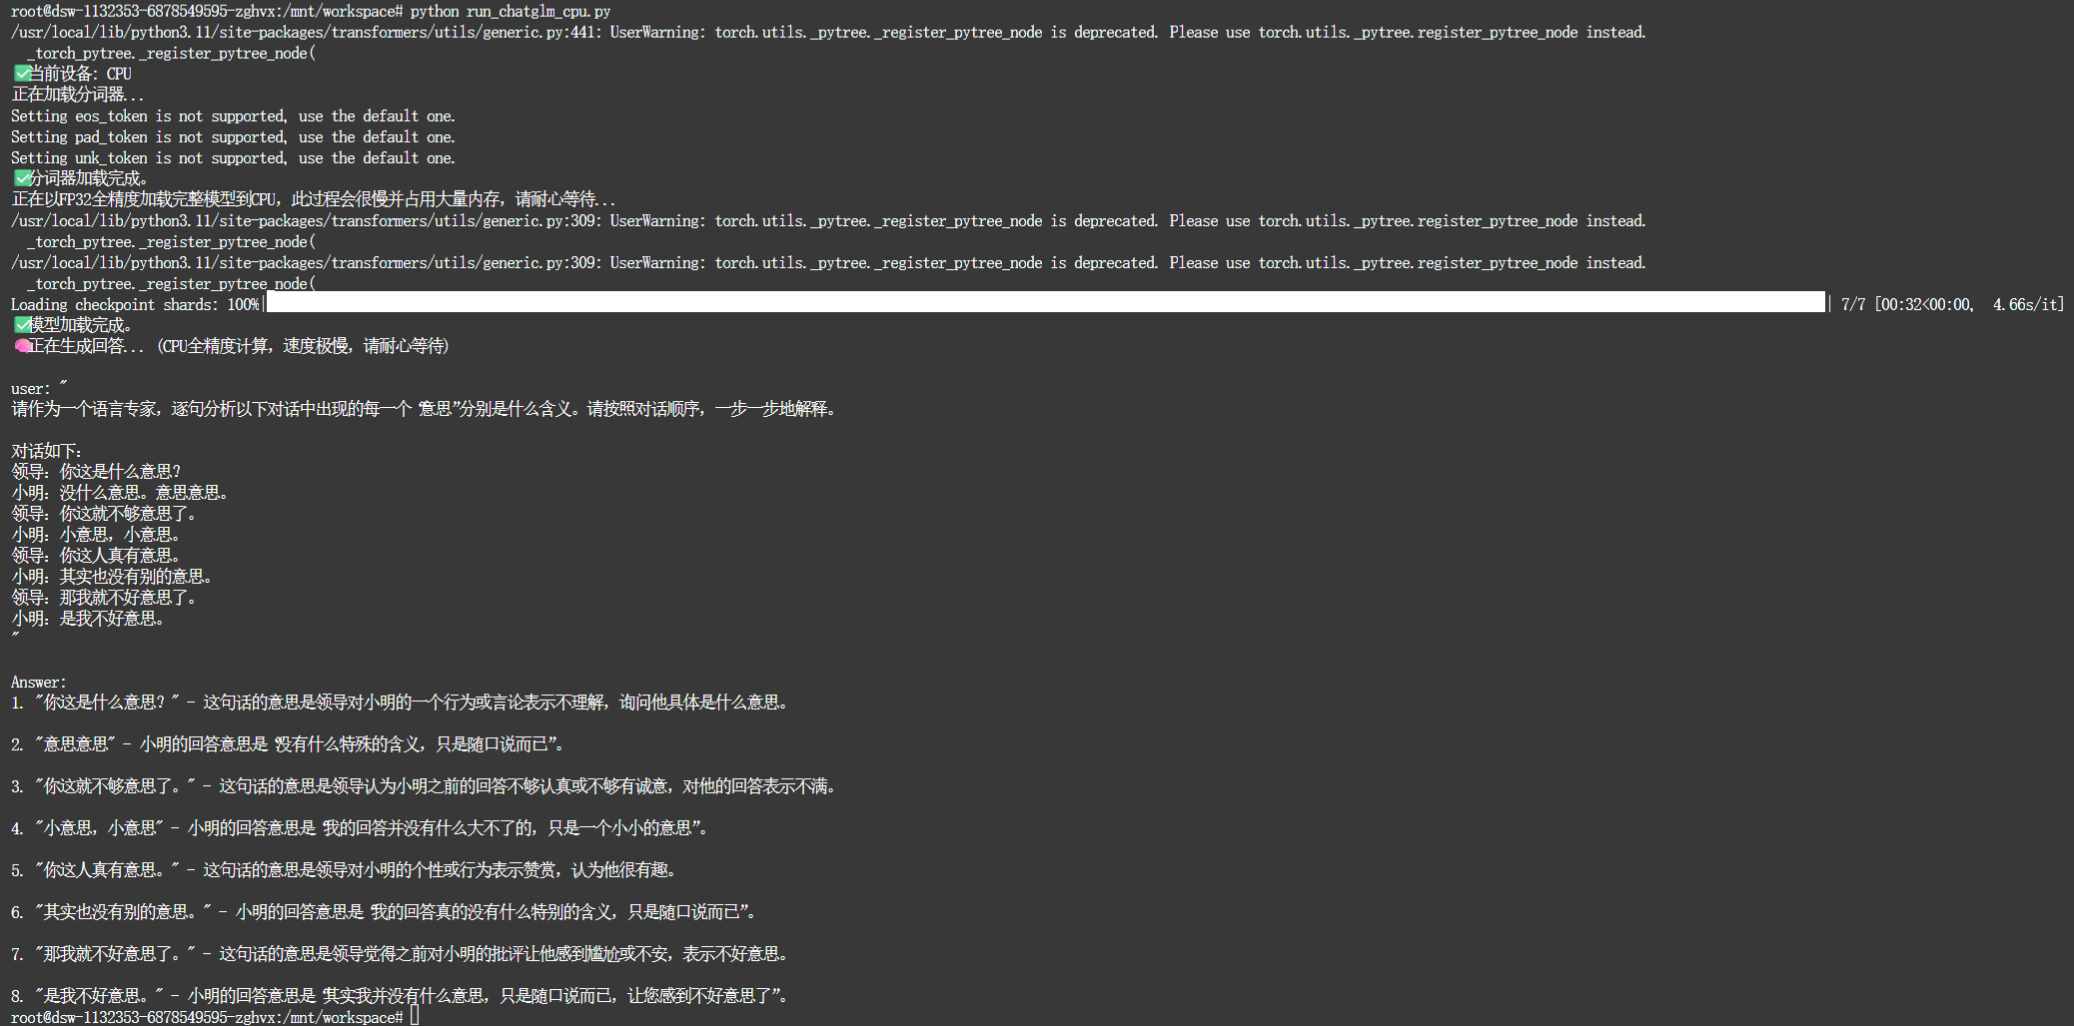 root@dsw-1132353-6878549595-zghvx:/mnt/workspace# python run_chatglm_cpu.py
/usr/local/lib/python3.11/site-packages/transformers/utils/generic.py:441: UserWarning: torch.utils._pytree._register_pytree_node is deprecated. Please use torch.utils._pytree.register_pytree_node instead.
  _torch_pytree._register_pytree_node(
✅当前设备: CPU
正在加载分词器...
Setting eos_token is not supported, use the default one.
Setting pad_token is not supported, use the default one.
Setting unk_token is not supported, use the default one.
✅分词器加载完成。
正在以FP32全精度加载完整模型到CPU，此过程会很慢并占用大量内存，请耐心等待...
/usr/local/lib/python3.11/site-packages/transformers/utils/generic.py:309: UserWarning: torch.utils._pytree._register_pytree_node is deprecated. Please use torch.utils._pytree.register_pytree_node instead.
  _torch_pytree._register_pytree_node(
/usr/local/lib/python3.11/site-packages/transformers/utils/generic.py:309: UserWarning: torch.utils._pytree._register_pytree_node is deprecated. Please use torch.utils._pytree.register_pytree_node instead.
  _torch_pytree._register_pytree_node(
Loading checkpoint shards: 100%| | 7/7 [00:32<00:00,  4.66s/it]
✅模型加载完成。
🧠正在生成回答... (CPU全精度计算，速度极慢，请耐心等待)

user: "
请作为一个语言专家，逐句分析以下对话中出现的每一个“意思”分别是什么含义。请按照对话顺序，一步一步地解释。

对话如下：
领导：你这是什么意思？
小明：没什么意思。意思意思。
领导：你这就不够意思了。
小明：小意思，小意思。
领导：你这人真有意思。
小明：其实也没有别的意思。
领导：那我就不好意思了。
小明：是我不好意思。
"

Answer:
1. "你这是什么意思？" - 这句话的意思是领导对小明的一个行为或言论表示不理解，询问他具体是什么意思。

2. "意思意思" - 小明的回答意思是“没有什么特殊的含义，只是随口说而已”。

3. "你这就不够意思了。" - 这句话的意思是领导认为小明之前的回答不够认真或不够有诚意，对他的回答表示不满。

4. "小意思，小意思" - 小明的回答意思是“我的回答并没有什么大不了的，只是一个小小的意思”。

5. "你这人真有意思。" - 这句话的意思是领导对小明的个性或行为表示赞赏，认为他很有趣。

6. "其实也没有别的意思。" - 小明的回答意思是“我的回答真的没有什么特别的含义，只是随口说而已”。

7. "那我就不好意思了。" - 这句话的意思是领导觉得之前对小明的批评让他感到尴尬或不安，表示不好意思。

8. "是我不好意思。" - 小明的回答意思是“其实我并没有什么意思，只是随口说而已，让您感到不好意思了”。
root@dsw-1132353-6878549595-zghvx:/mnt/workspace#